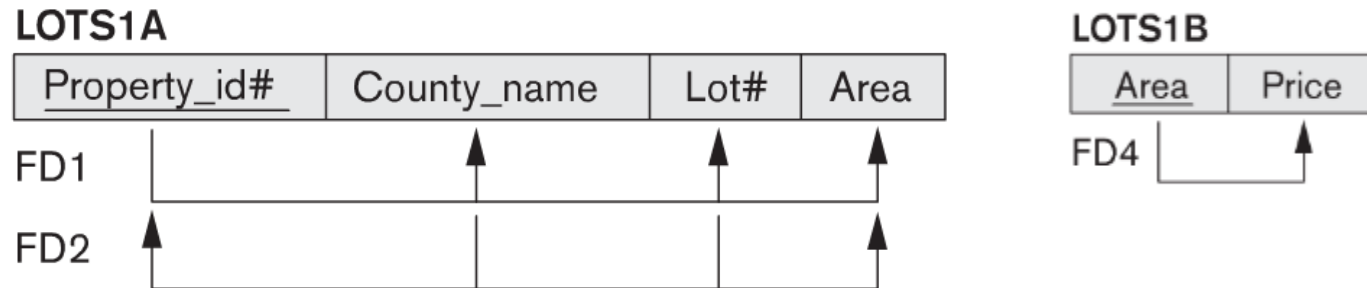 LOTS1A
Property_id# County_name Lot# Area
FD1
FD2
LOTS1B
Area Price
FD4